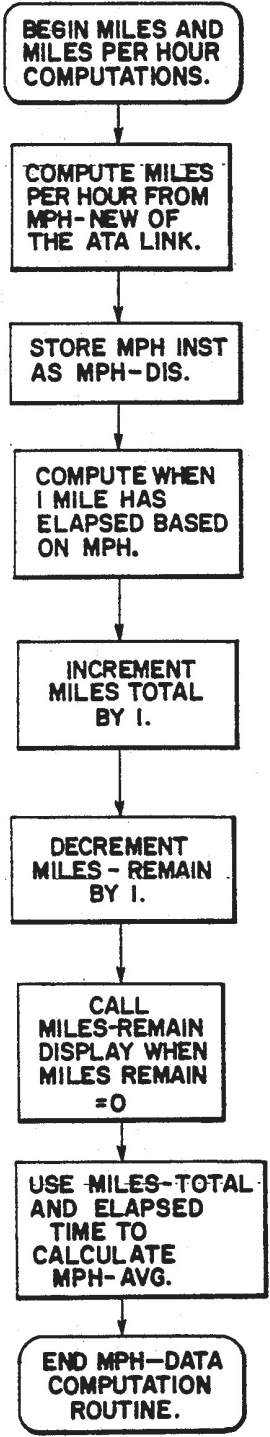 BEGIN MILES AND
MILES PER HOUR
COMPUTATIONS.
COMPUTE MILES
PER HOUR FROM
MPH-NEW OF
THE ATA LINK.
STORE MPH INST
AS MPH-DIS.
COMPUTE WHEN
1 MILE HAS
ELAPSED BASED
ON MPH.
INCREMENT
MILES TOTAL
BY 1.
DECREMENT
MILES - REMAIN
BY 1.
CALL
MILES-REMAIN
DISPLAY WHEN
MILES REMAIN
=0
USE MILES-TOTAL
AND ELAPSED
TIME TO
CALCULATE
MPH-AVG.
END MPH-DATA
COMPUTATION
ROUTINE.